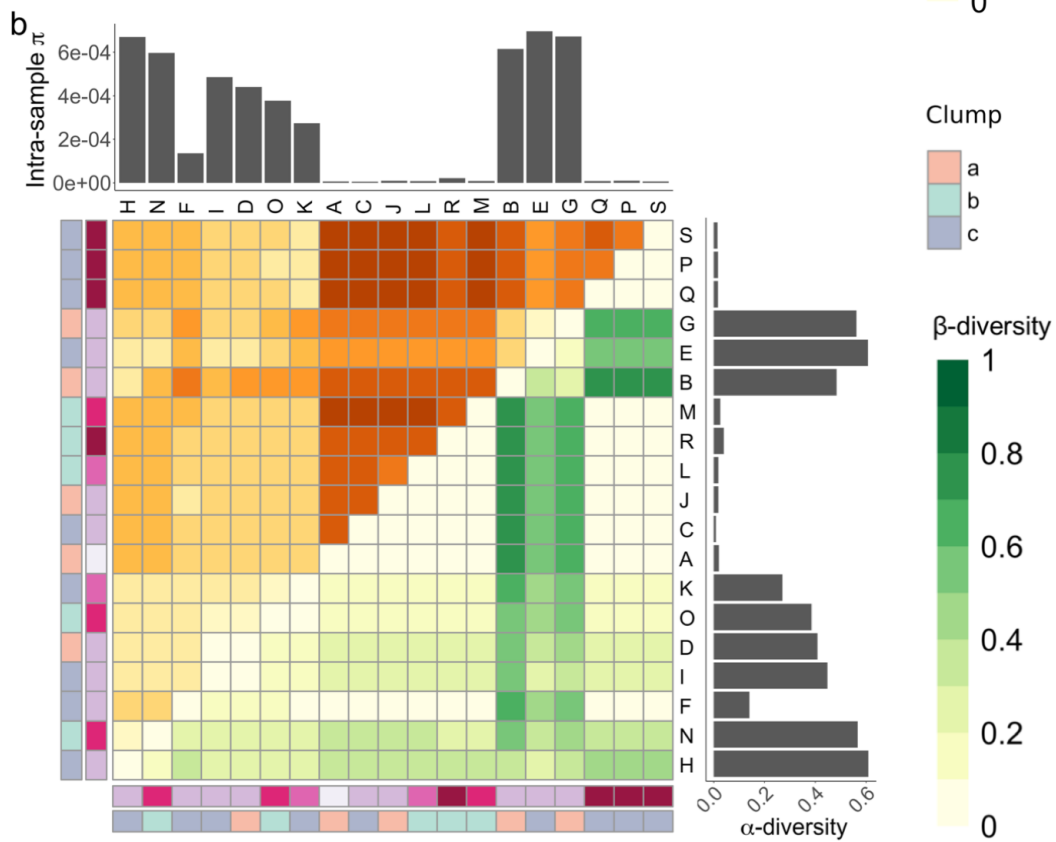 b
0
Intra-sample π
6e-04
4e-04
2e-04
0e+00
H N F I D O K A C J L R M B E G Q P S
Clump
a
b
c
S
P
Q
G
E
B
M
R
L
J
C
A
K
O
D
I
F
N
H
β-diversity
1
0.8
0.6
0.4
0.2
0
0.0 0.2 0.4 0.6
α-diversity